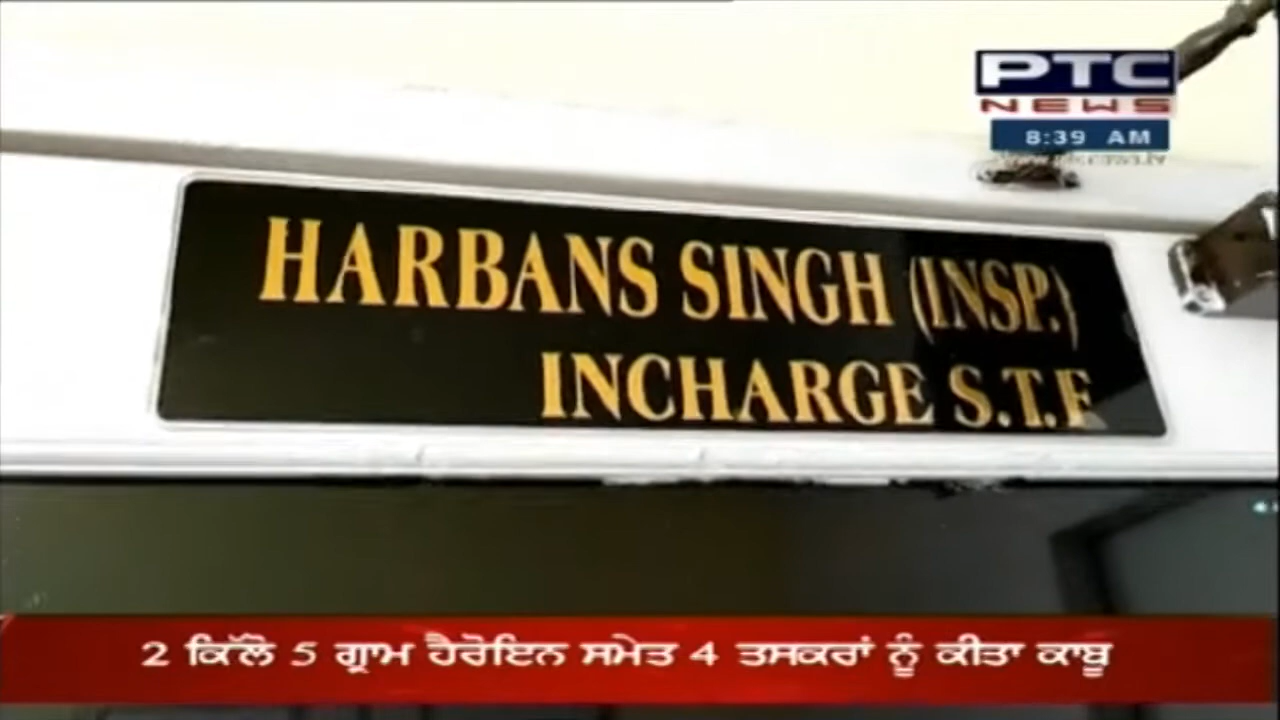 PTC
NEWS
8:39 AM
HARBANS SINGH (INSP.)
INCHARGE S.T.F
2 ਕਿੱਲੋ 5 ਗ੍ਰਾਮ ਹੈਰੋਇਨ ਸਮੇਤ 4 ਤਸਕਰਾਂ ਨੂੰ ਕੀਤਾ ਕਾਬੂ